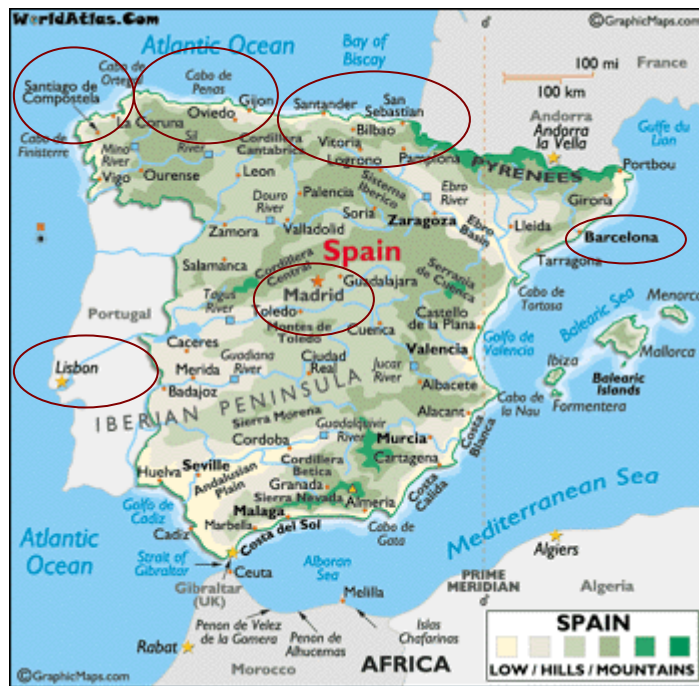 WorldAtlas.Com
©GraphicMaps.com
Atlantic Ocean
Bay of
Biscay
100 mi
100 km
France
Cabo de
Ortegal
Cabo de
Penas
Santiago de
Compostela
La Coruna
Oviedo
Gijon
Santander
San
Sebastian
Bilbao
Vitoria
Andorra
Andorra
la Vella
Gulfe du
Lion
Cabo de
Finisterre
Mino
River
Sil
River
Cordillera
Cantabrica
Logrono
Pamplona
PYRENEES
Portbou
Vigo
Ourense
Leon
Sistema
Iberico
Ebro
River
Girona
Douro
River
Palencia
Soria
Zaragoza
Ebro
Basin
Lleida
Barcelona
Zamora
Valladolid
Tarragona
Spain
Salamanca
Cordillera
Central
Guadalajara
Serrania
de Cuenca
Madrid
Portugal
Tagus
River
Toledo
Montes de
Toledo
Cuenca
Castello
de la Plana
Cabo de
Tortosa
Balearic Sea
Menorca
Mallorca
Caceres
Golfo de
Valencia
Valencia
Lisbon
Merida
Guadiana
River
Ciudad
Real
Jucar
River
Ibiza
Balearic
Islands
Badajoz
Albacete
Cabo de
la Nau
Formentera
IBERIAN PENINSULA
Sierra Morena
Alacant
Costa
Blanca
Cordoba
Guadalquivir
River
Murcia
Huelva
Seville
Andalusian
Plain
Cordillera
Betica
Cartagena
Costa
Calida
Granada
Sierra Nevada
Almeria
Golfo de
Cadiz
Malaga
Marbella
Costa del Sol
Cabo de
Gata
Mediterranean Sea
Atlantic
Ocean
Cadiz
Strait of
Gibraltar
Ceuta
Alboran
Sea
Algiers
Gibraltar
(UK)
Melilla
PRIME
MERIDIAN
Algeria
Penon de Velez
de la Gomera
Penon de
Alhucemas
Islas
Chafarinas
Rabat
Morocco
AFRICA
SPAIN
LOW / HILLS / MOUNTAINS
©GraphicMaps.com